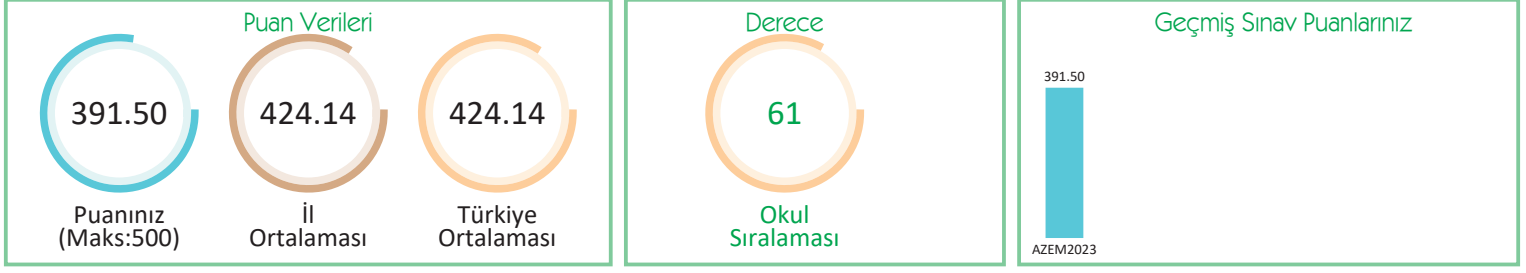 Puan Verileri
391.50
424.14
424.14
Puanınız
(Maks:500)
İl
Ortalaması
Türkiye
Ortalaması
Derece
61
Okul
Sıralaması
Geçmiş Sınav Puanlarınız
391.50
AZEM2023